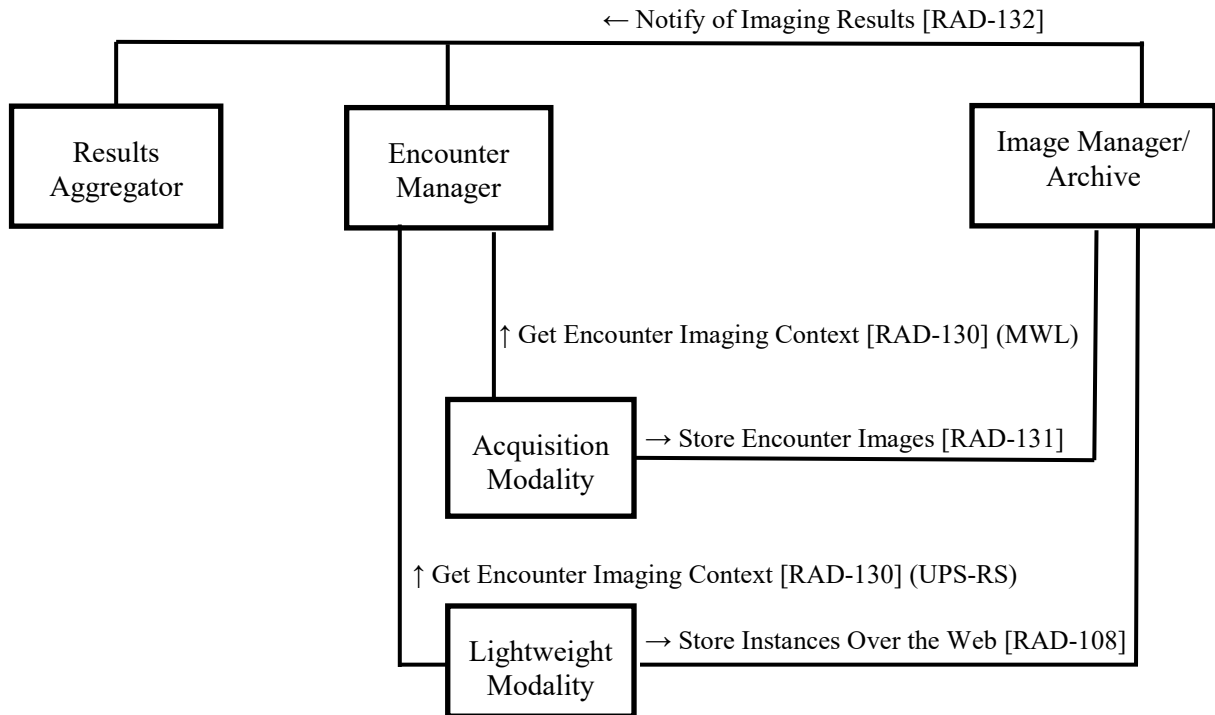 ← Notify of Imaging Results [RAD-132]
Results
Aggregator
Encounter
Manager
Image Manager/
Archive
↑ Get Encounter Imaging Context [RAD-130] (MWL)
Acquisition
Modality
→ Store Encounter Images [RAD-131]
↑ Get Encounter Imaging Context [RAD-130] (UPS-RS)
Lightweight
Modality
→ Store Instances Over the Web [RAD-108]